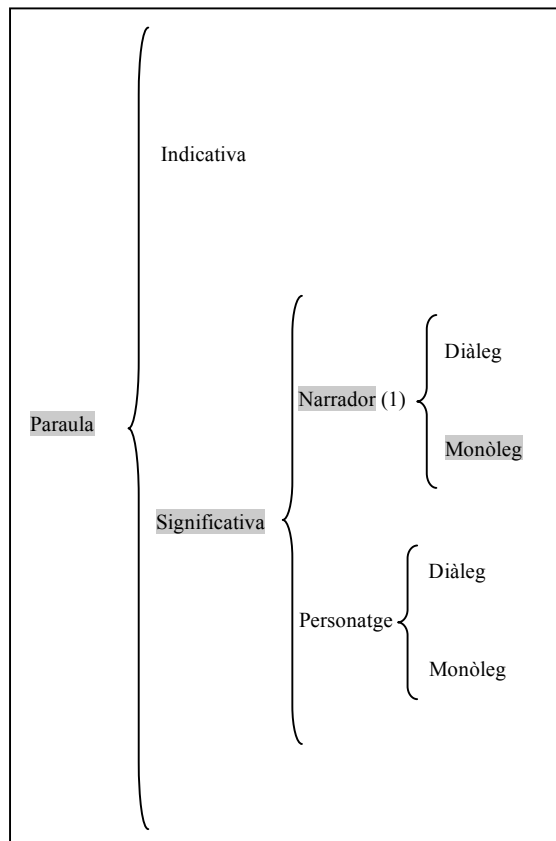 Indicativa
Paraula
Significativa
Narrador (1)
Diàleg
Monòleg
Personatge
Diàleg
Monòleg